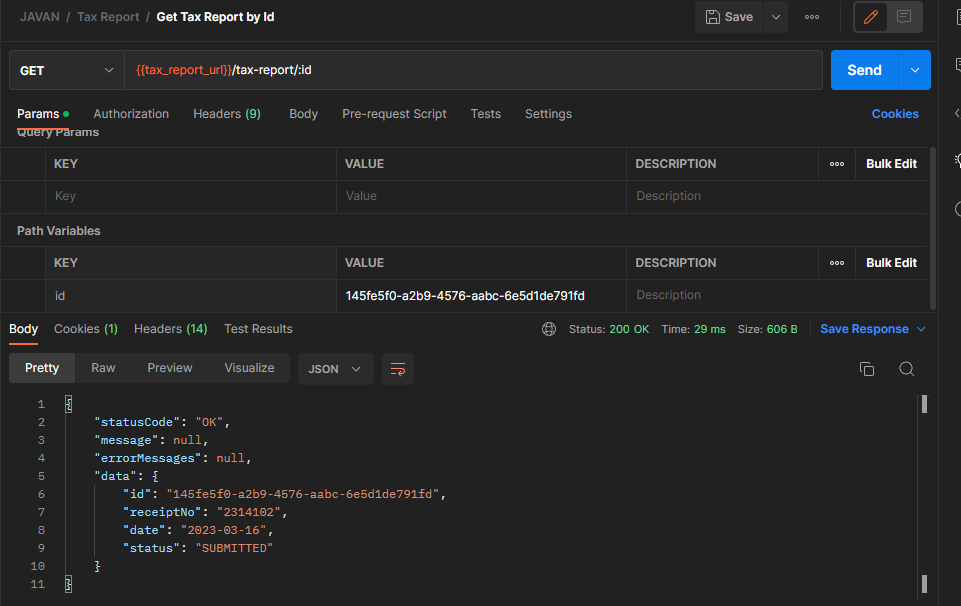 JAVAN / Tax Report / Get Tax Report by Id
Save
GET {{tax_report_url}}/tax-report/:id
Send
Params Authorization Headers (9) Body Pre-request Script Tests Settings Cookies
Query Params
KEY VALUE DESCRIPTION Bulk Edit
Key Value Description
Path Variables
KEY VALUE DESCRIPTION Bulk Edit
id 145fe5f0-a2b9-4576-aabc-6e5d1de791fd Description
Body Cookies (1) Headers (14) Test Results Status: 200 OK Time: 29 ms Size: 606 B Save Response
Pretty Raw Preview Visualize JSON
1 {
2 "statusCode": "OK",
3 "message": null,
4 "errorMessages": null,
5 "data": {
6 "id": "145fe5f0-a2b9-4576-aabc-6e5d1de791fd",
7 "receiptNo": "2314102",
8 "date": "2023-03-16",
9 "status": "SUBMITTED"
10 }
11 }